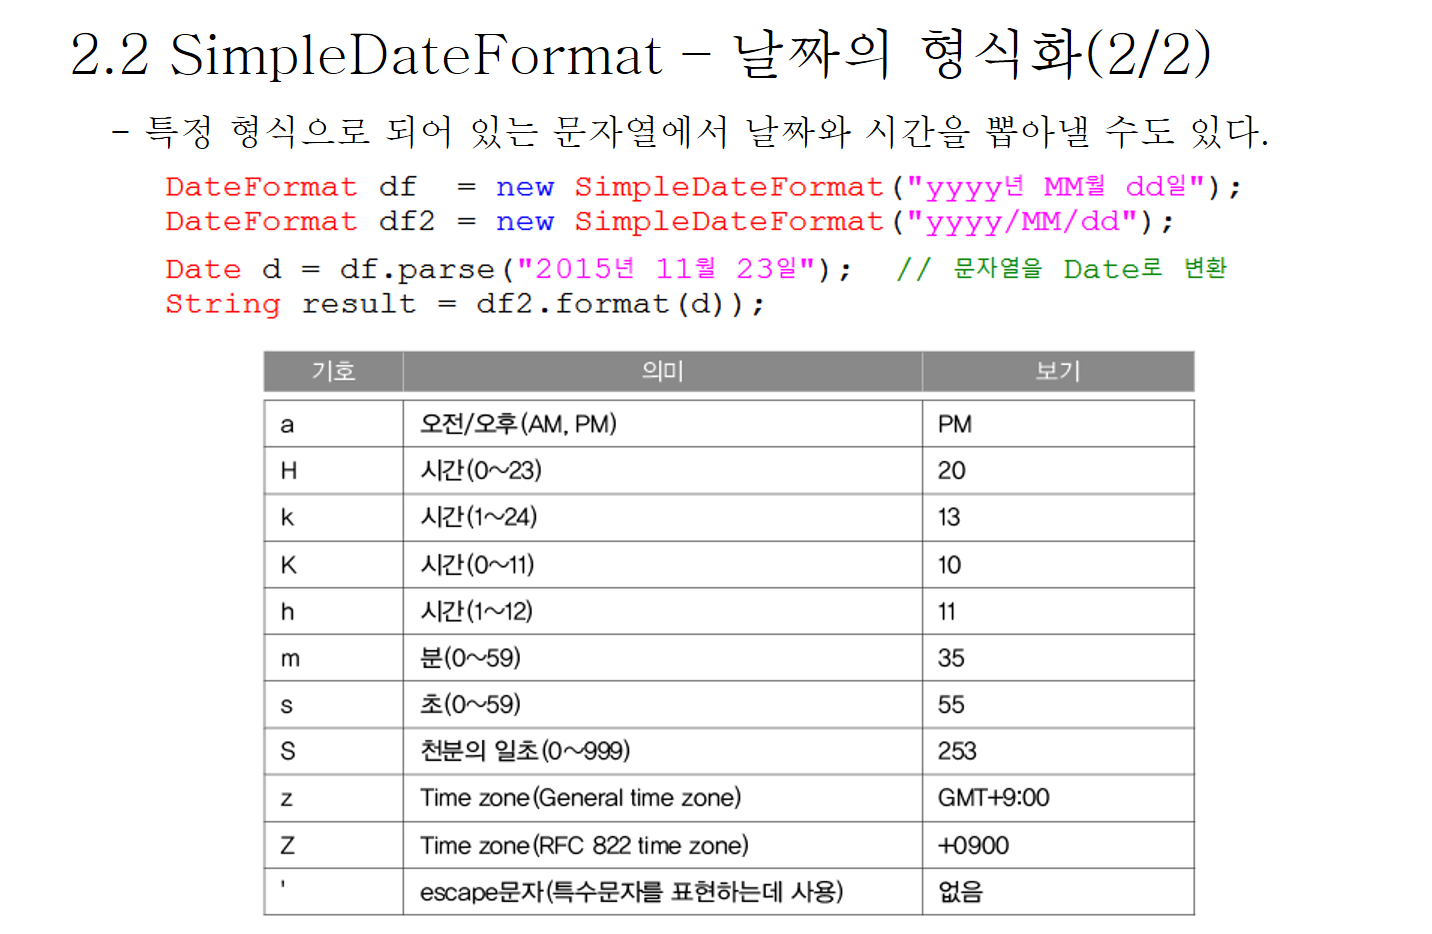 2.2 SimpleDateFormat – 날짜의 형식화(2/2)
- 특정 형식으로 되어 있는 문자열에서 날짜와 시간을 뽑아낼 수도 있다.
DateFormat df  = new SimpleDateFormat("yyyy년 MM월 dd일");
DateFormat df2 = new SimpleDateFormat("yyyy/MM/dd");
Date d = df.parse("2015년 11월 23일");  // 문자열을 Date로 변환
String result = df2.format(d));
기호 의미 보기
a 오전/오후(AM, PM) PM
H 시간(0~23) 20
k 시간(1~24) 13
K 시간(0~11) 10
h 시간(1~12) 11
m 분(0~59) 35
s 초(0~59) 55
S 천분의 일초(0~999) 253
z Time zone(General time zone) GMT+9:00
Z Time zone(RFC 822 time zone) +0900
' escape문자(특수문자를 표현하는데 사용) 없음